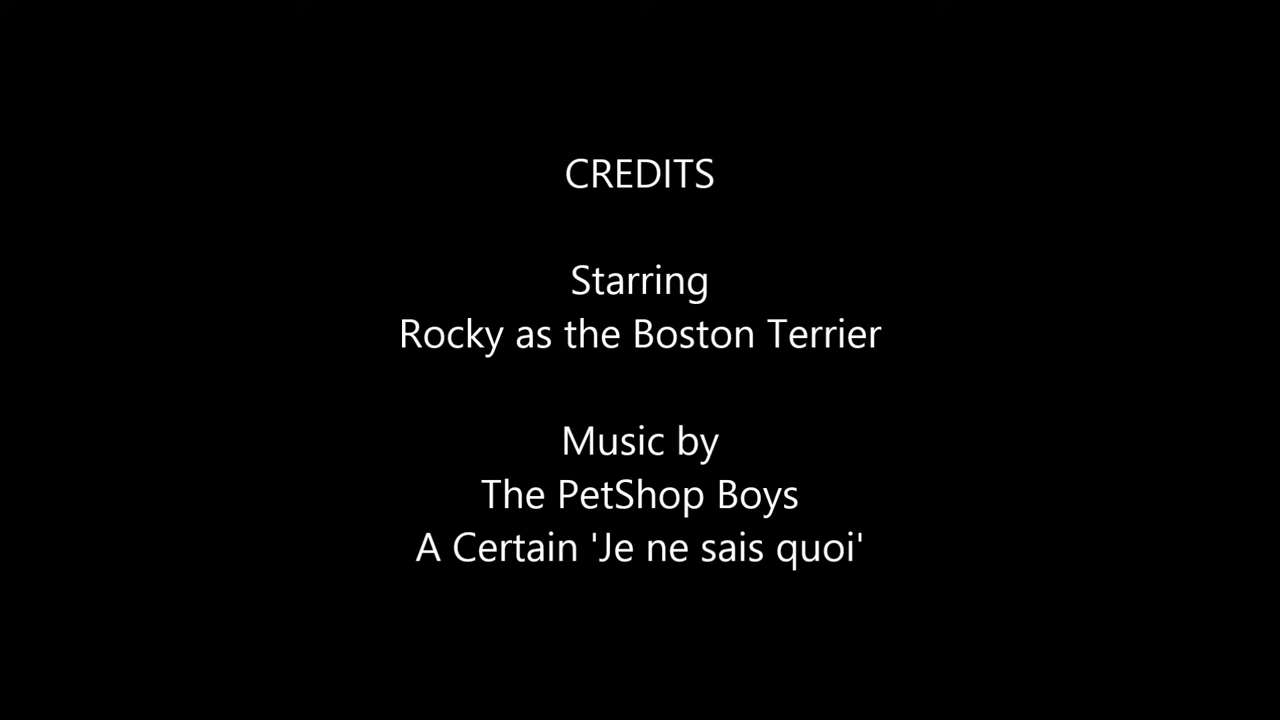 CREDITS
Starring
Rocky as the Boston Terrier
Music by
The PetShop Boys
A Certain 'Je ne sais quoi'